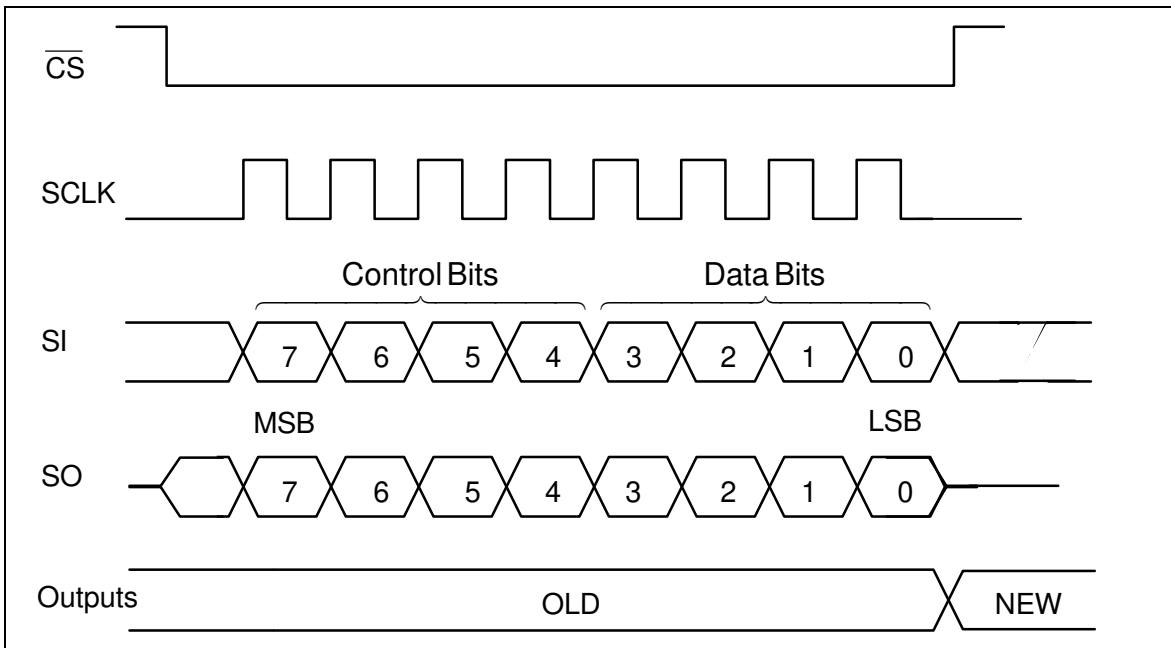 C̅S̅
SCLK
Control Bits Data Bits
SI 7 6 5 4 3 2 1 0
MSB LSB
SO 7 6 5 4 3 2 1 0
Outputs OLD NEW